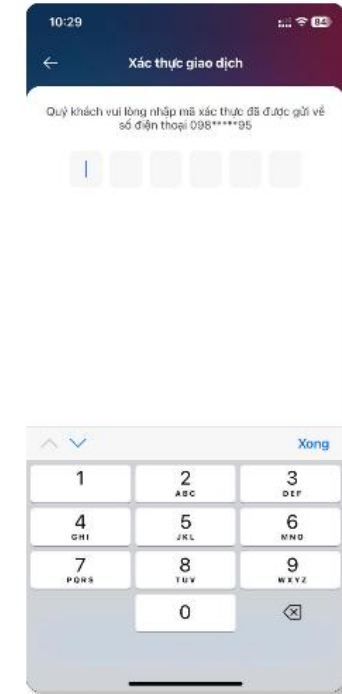 10:29
84
Xác thực giao dịch
Quý khách vui lòng nhập mã xác thực đã được gửi về
số điện thoại 098*****95
Xong
1
2
ABC
3
DEF
4
GHI
5
JKL
6
MNO
7
PQRS
8
TUV
9
WXYZ
0